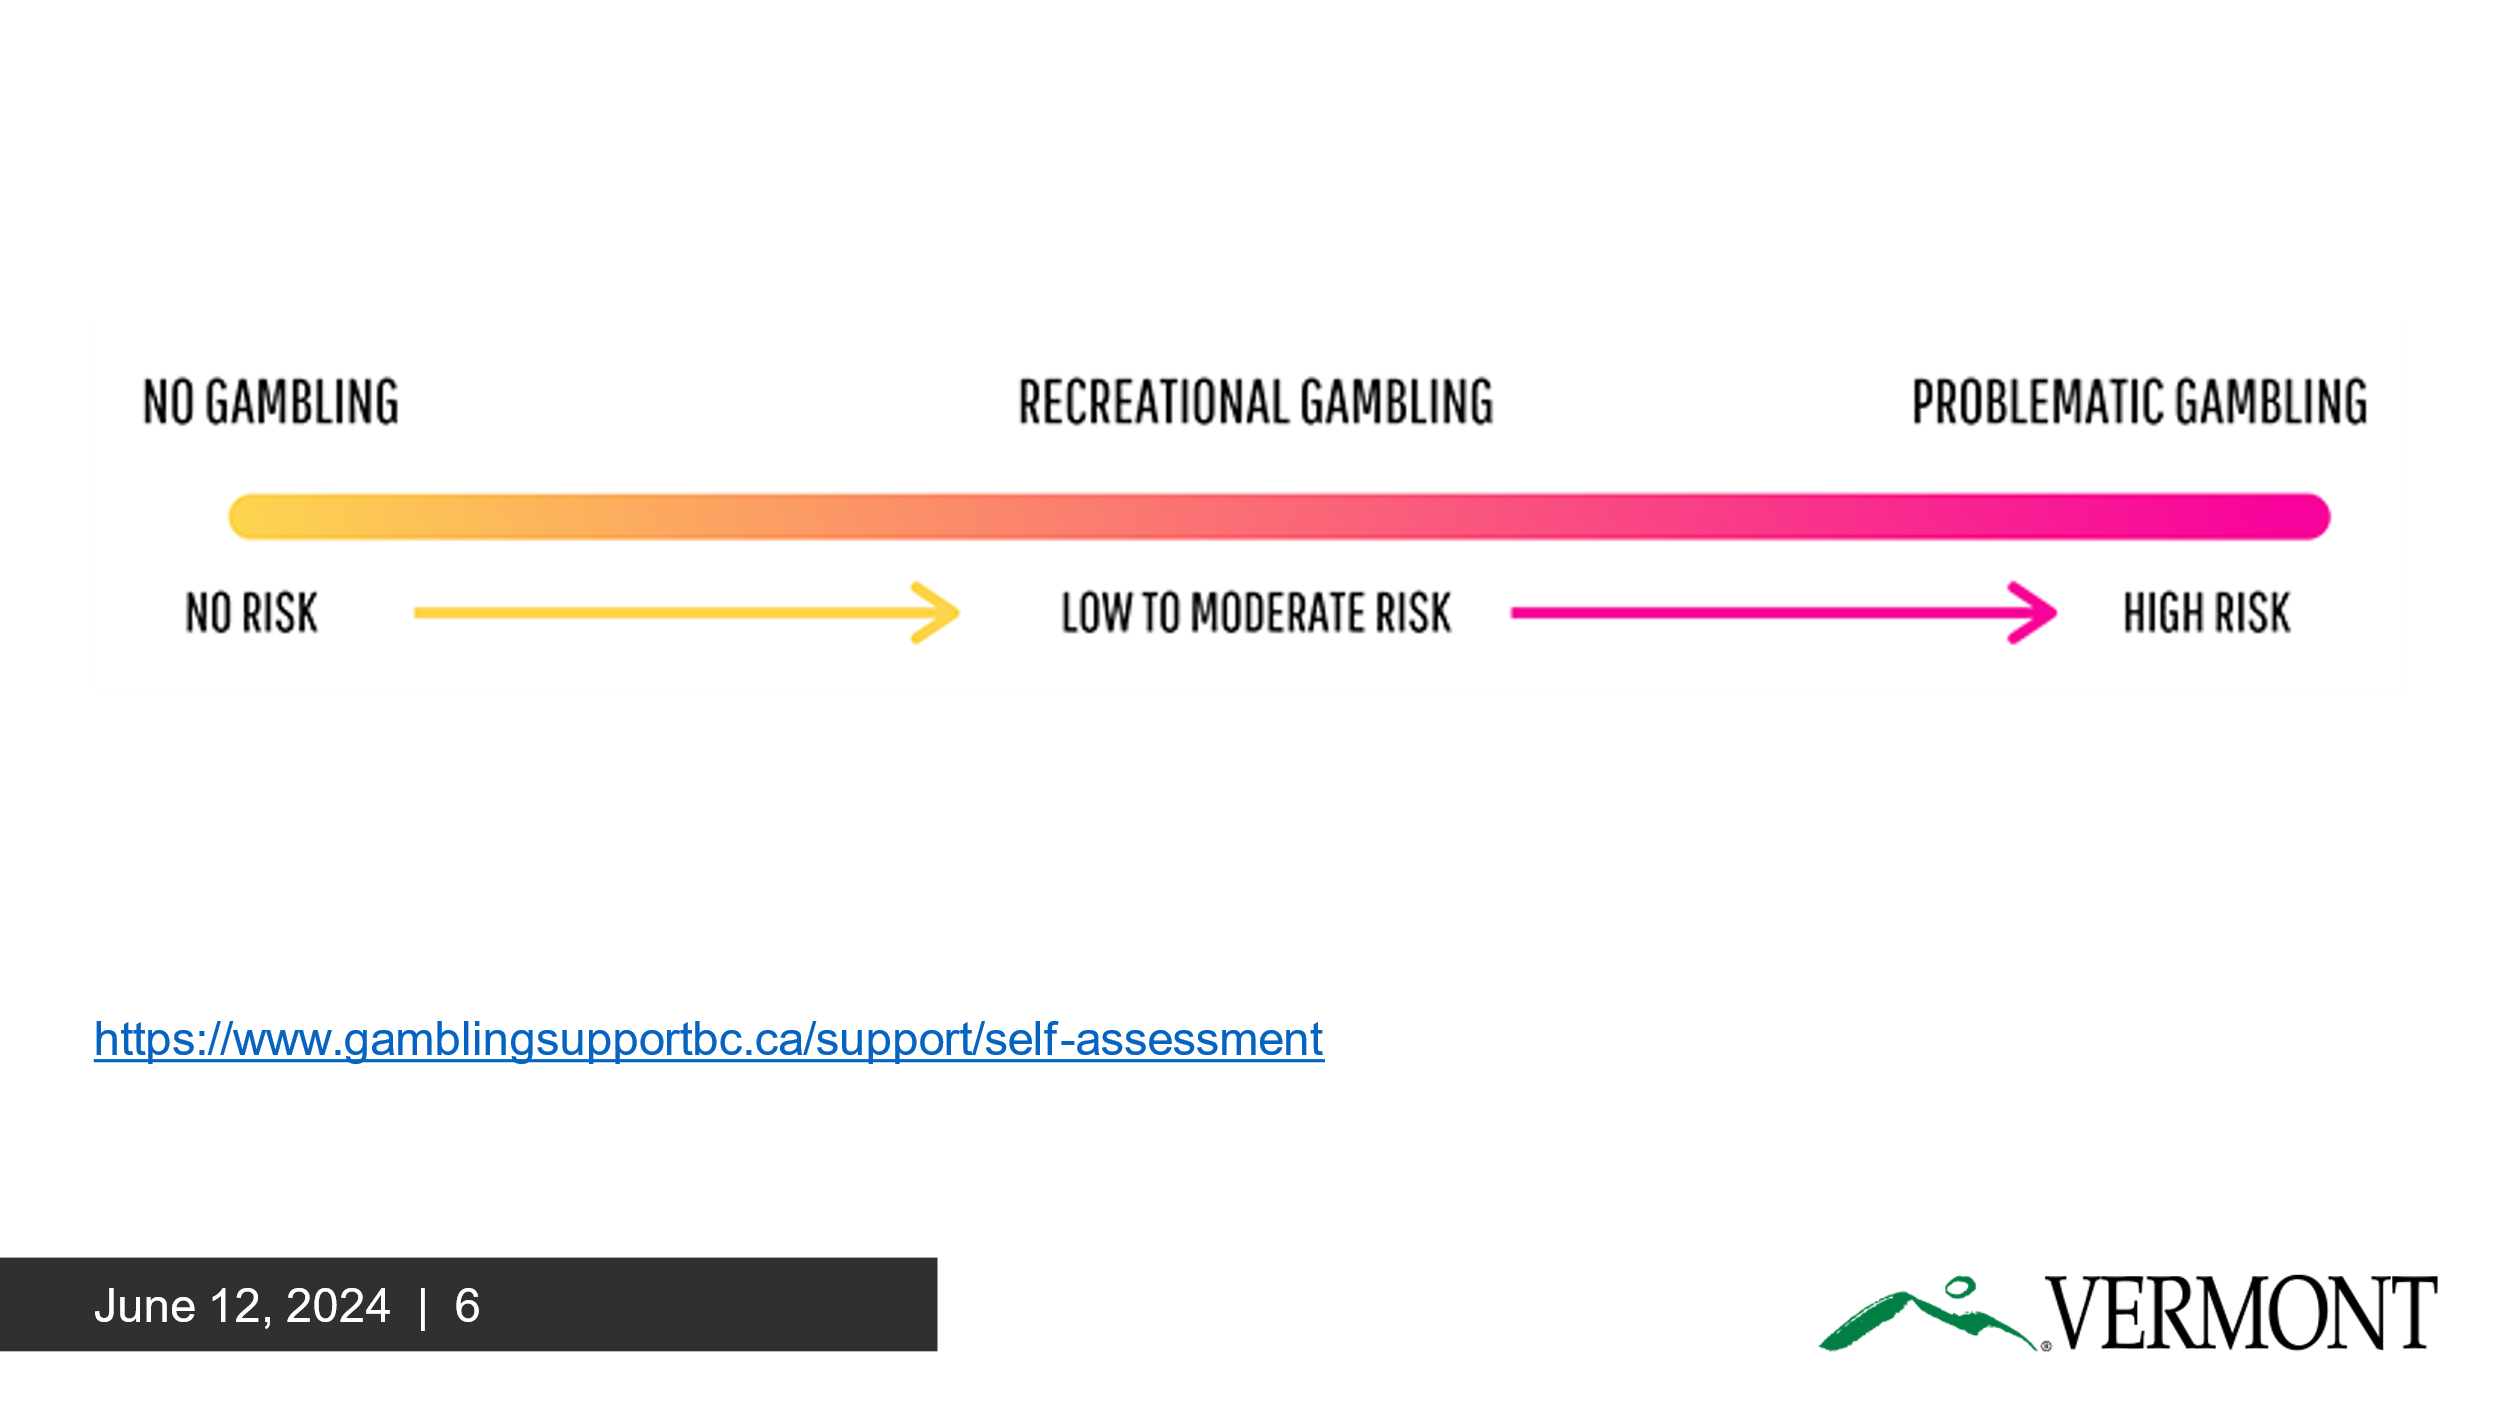 NO GAMBLING RECREATIONAL GAMBLING PROBLEMATIC GAMBLING
NO RISK LOW TO MODERATE RISK HIGH RISK
https://www.gamblingsupportbc.ca/support/self-assessment
June 12, 2024 | 6
® VERMONT